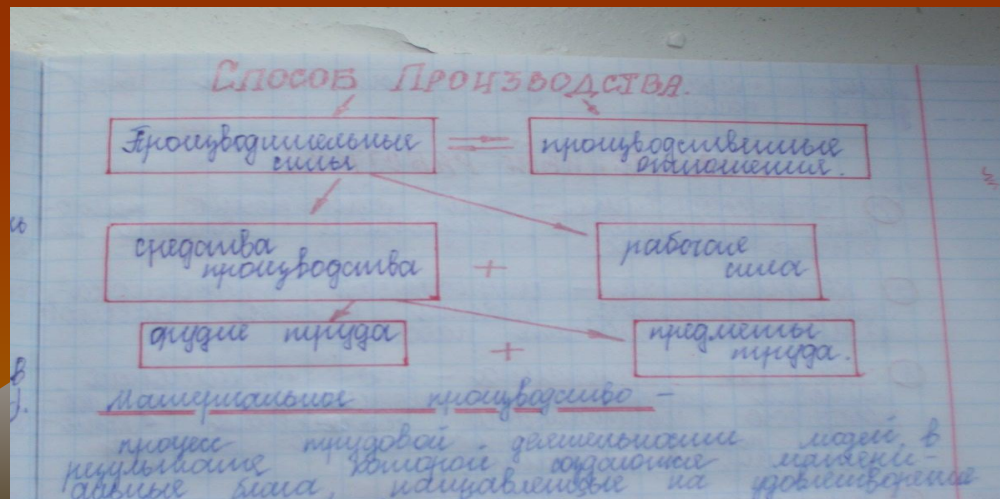 СПОСОБ ПРОИЗВОДСТВА.
Производительные
силы
производственные
отношения.
средства
производства
+
рабочая
сила
орудие труда
+
предметы
труда.
Материальное производство –
процесс трудовой деятельности людей, в
результате которой создаются матери-
альные блага, направленные на удовлетворение